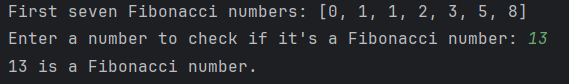 First seven Fibonacci numbers: [0, 1, 1, 2, 3, 5, 8]
Enter a number to check if it's a Fibonacci number: 13
13 is a Fibonacci number.